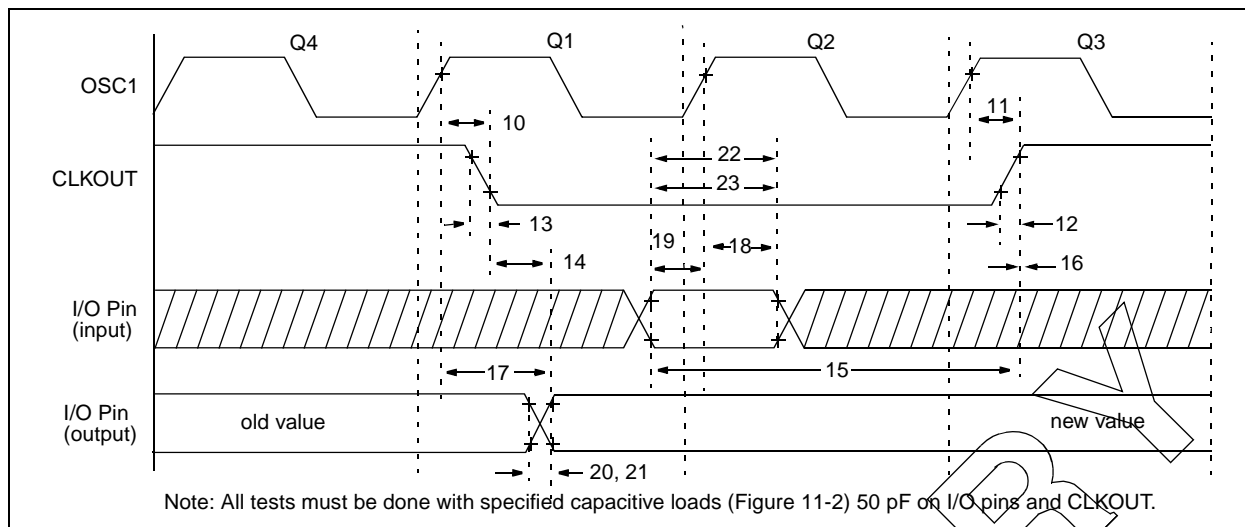 Q4 Q1 Q2 Q3
OSC1
10 11
22
CLKOUT
23
13 12
19 18
14 16
I/O Pin
(input)
17 15
I/O Pin
(output)
old value new value
20, 21
Note: All tests must be done with specified capacitive loads (Figure 11-2) 50 pF on I/O pins and CLKOUT.
R Y